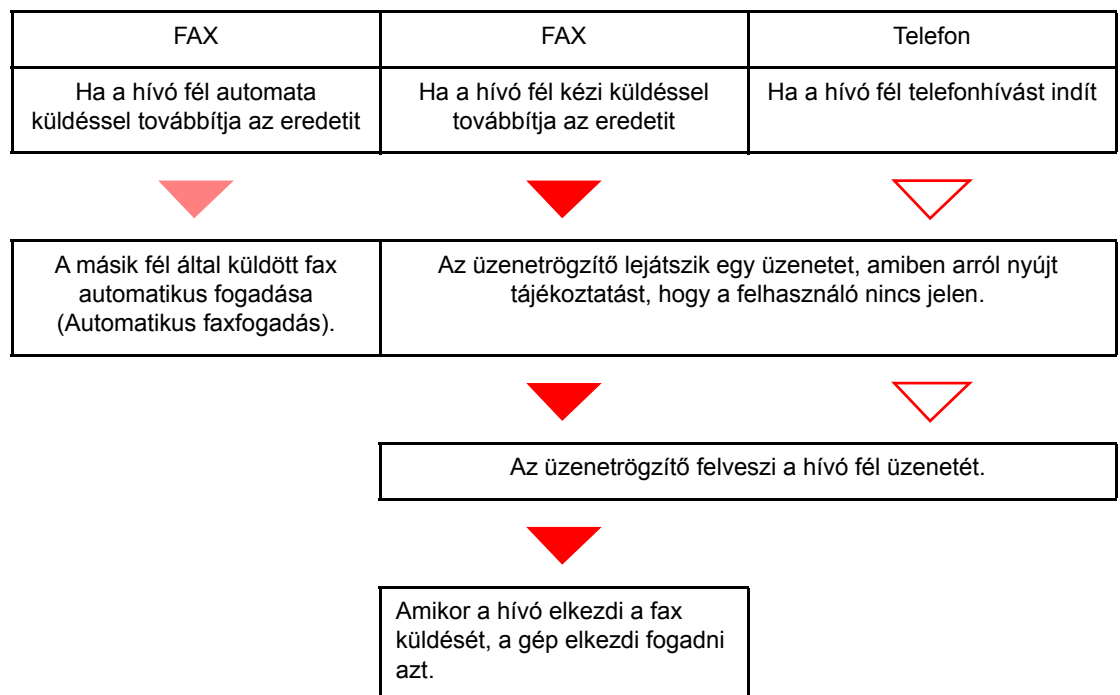 FAX
FAX
Telefon
Ha a hívó fél automata
küldéssel továbbítja az eredetit
Ha a hívó fél kézi küldéssel
továbbítja az eredetit
Ha a hívó fél telefonhívást indít
A másik fél által küldött fax
automatikus fogadása
(Automatikus faxfogadás).
Az üzenetrögzítő lejátszik egy üzenetet, amiben arról nyújt
tájékoztatást, hogy a felhasználó nincs jelen.
Az üzenetrögzítő felveszi a hívó fél üzenetét.
Amikor a hívó elkezdi a fax
küldését, a gép elkezdi fogadni
azt.